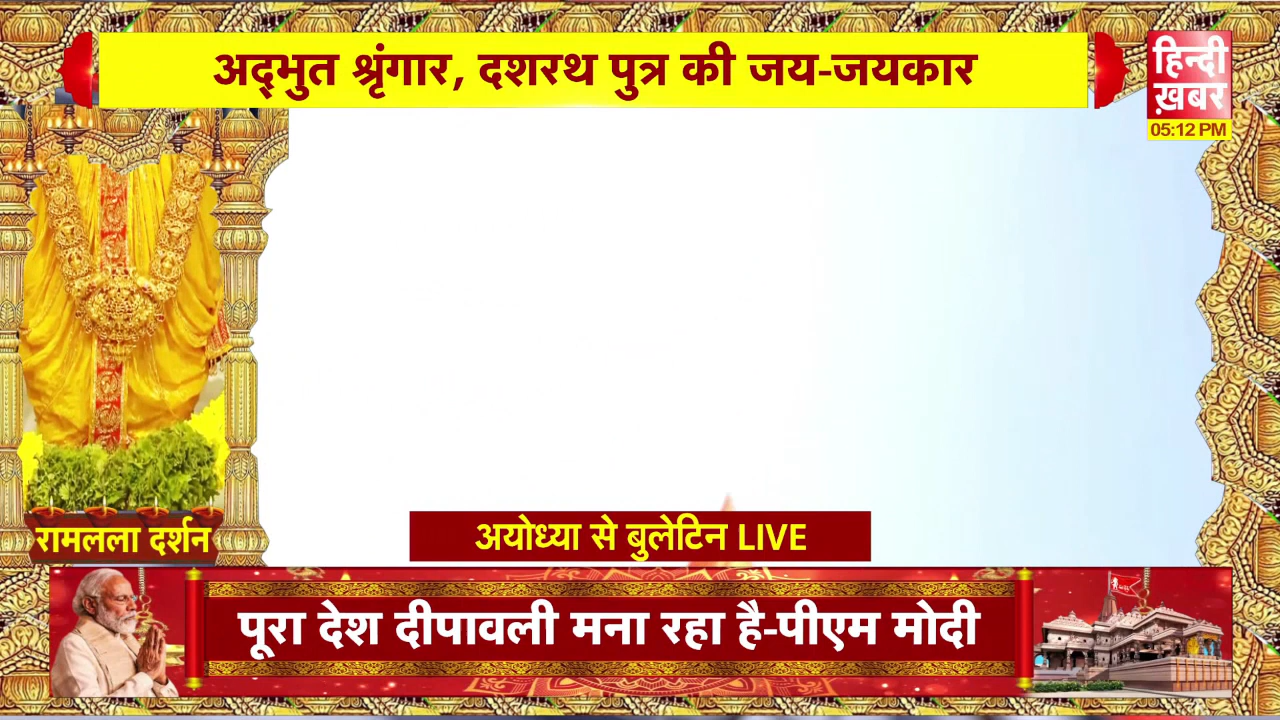 अद्भुत श्रृंगार, दशरथ पुत्र की जय-जयकार
हिन्दी
ख़बर
05:12 PM
रामलला दर्शन
अयोध्या से बुलेटिन LIVE
पूरा देश दीपावली मना रहा है-पीएम मोदी